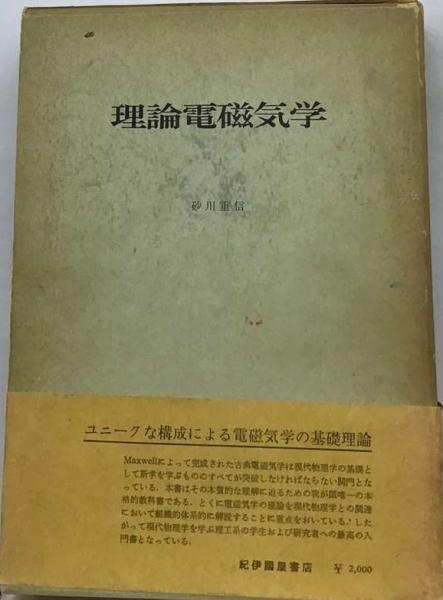 理論電磁気学
砂川重信
ユニークな構成による電磁気学の基礎理論
Maxwellによって完成された古典電磁気学は現代物理学の基礎と
して斯学を学ぶもののすべてが突破しなければならない関門とな
っている。本書はその本質的な理解に迫るための我が国唯一の本
格的教科書である。とくに電磁気学の理論を現代物理学との関連
において組織的体系的に解説することに重点をおいている。した
がって現代物理学を学ぶ理工系の学生および研究者への最高の入
門書となっている。
紀伊國屋書店 ¥ 2,000